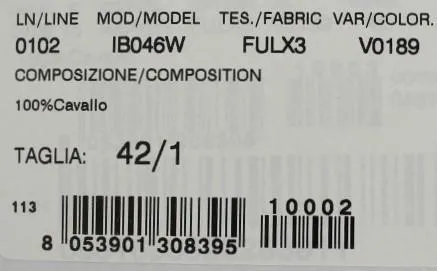 LN/LINE MOD/MODEL TES./FABRIC VAR/COLOR.
0102 IB046W FULX3 V0189
COMPOSIZIONE/COMPOSITION
100%Cavallo
TAGLIA: 42/1
113 10002
8 053901 308395